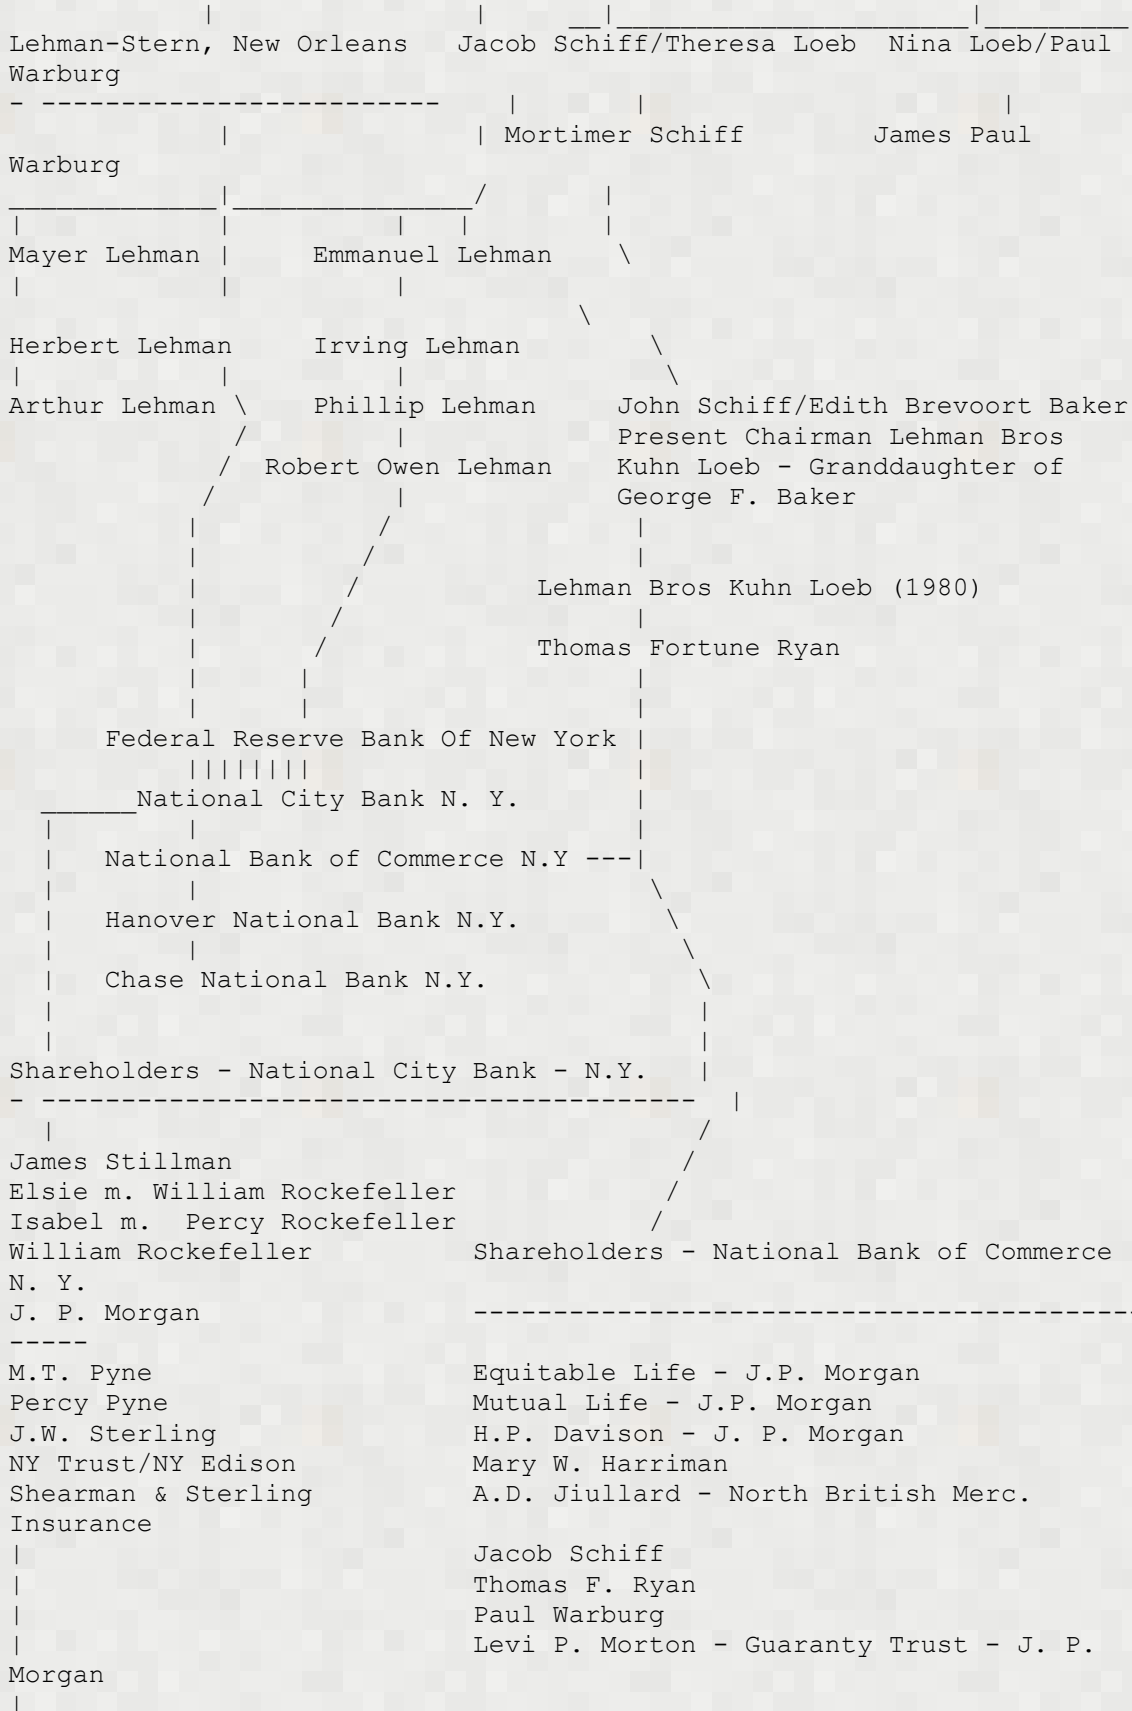 Lehman-Stern, New Orleans   Jacob Schiff/Theresa Loeb  Nina Loeb/Paul
Warburg
- -------------------------    |       |                      |
             |               | Mortimer Schiff        James Paul
Warburg
_____________|_______________/        |
|            |          |   |        |
Mayer Lehman |     Emmanuel Lehman    \
|            |          |
                                    \
Herbert Lehman     Irving Lehman        \
|            |          |                \
Arthur Lehman \    Phillip Lehman     John Schiff/Edith Brevoort Baker
              /         |             Present Chairman Lehman Bros
             /  Robert Owen Lehman    Kuhn Loeb - Granddaughter of
            /           |             George F. Baker
           |           /               |
           |          /                |
           |         /           Lehman Bros Kuhn Loeb (1980)
           |        /                  |
           |       /             Thomas Fortune Ryan
           |      |                    |
           |      |                    |
      Federal Reserve Bank Of New York |
           ||||||||                    |
  ______National City Bank N. Y.       |
  |        |                           |
  |   National Bank of Commerce N.Y ---|
  |        |                            \
  |   Hanover National Bank N.Y.         \
  |        |                              \
  |   Chase National Bank N.Y.             \
  |                                        |
  |                                        |
Shareholders - National City Bank - N.Y.   |
- -----------------------------------------  |
  |                                        /
James Stillman                            /
Elsie m. William Rockefeller             /
Isabel m.  Percy Rockefeller            /
William Rockefeller          Shareholders - National Bank of Commerce
N. Y.
J. P. Morgan                 -----------------------------------------
-----
M.T. Pyne                    Equitable Life - J.P. Morgan
Percy Pyne                   Mutual Life - J.P. Morgan
J.W. Sterling                H.P. Davison - J. P. Morgan
NY Trust/NY Edison           Mary W. Harriman
Shearman & Sterling          A.D. Jiullard - North British Merc.
Insurance
|                            Jacob Schiff
|                            Thomas F. Ryan
|                            Paul Warburg
|                            Levi P. Morton - Guaranty Trust - J. P.
Morgan
|